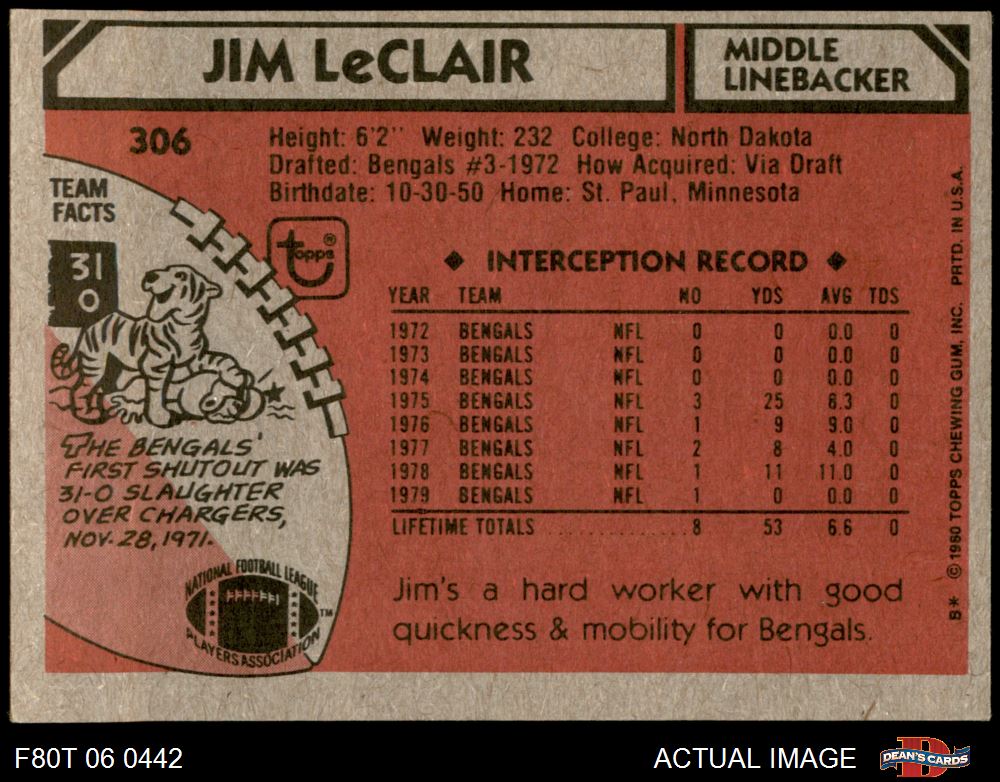 JIM LeCLAIR
MIDDLE
LINEBACKER
306
Height: 6'2" Weight: 232 College: North Dakota
Drafted: Bengals #3-1972 How Acquired: Via Draft
Birthdate: 10-30-50 Home: St. Paul, Minnesota
TEAM
FACTS
31
0
topps®
THE BENGALS'
FIRST SHUTOUT WAS
31-0 SLAUGHTER
OVER CHARGERS,
NOV. 28, 1971.
NATIONAL FOOTBALL LEAGUE
PLAYERS ASSOCIATION
TM
◆ INTERCEPTION RECORD ◆
YEAR TEAM NO YDS AVG TDS
1972 BENGALS NFL 0 0 0.0 0
1973 BENGALS NFL 0 0 0.0 0
1974 BENGALS NFL 0 0 0.0 0
1975 BENGALS NFL 3 25 8.3 0
1976 BENGALS NFL 1 9 9.0 0
1977 BENGALS NFL 2 8 4.0 0
1978 BENGALS NFL 1 11 11.0 0
1979 BENGALS NFL 1 0 0.0 0
LIFETIME TOTALS ................ 8 53 6.6 0
Jim's a hard worker with good
quickness & mobility for Bengals.
8* © 1980 TOPPS CHEWING GUM, INC. PRTD. IN U.S.A.
F80T 06 0442
ACTUAL IMAGE
DEAN'S CARDS